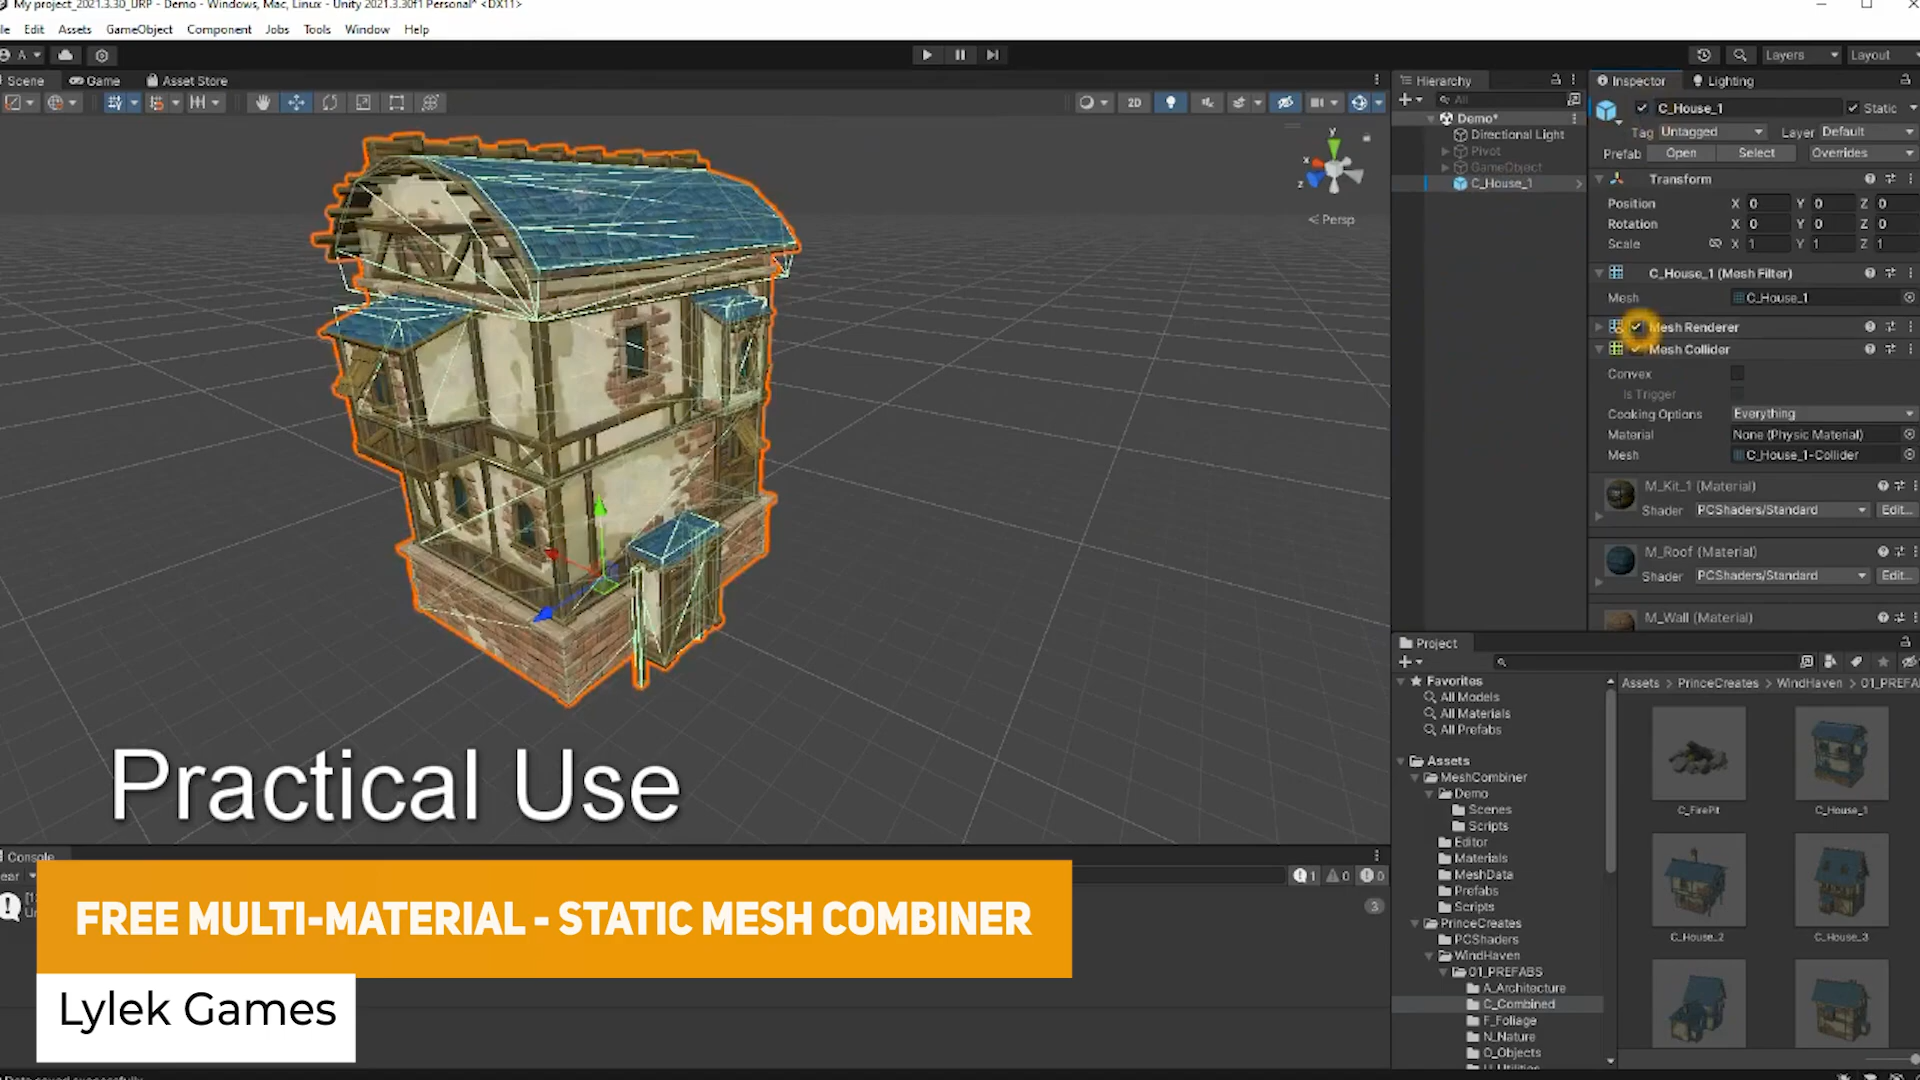 My project_2021.3.30_URP - Demo - Windows, Mac, Linux - Unity 2021.3.30f1 Personal* <DX11>
Edit Assets GameObject Component Jobs Tools Window Help
A
Layers Layout
Scene Game Asset Store
2D
y
x
z
< Persp
Practical Use
Console
FREE MULTI-MATERIAL - STATIC MESH COMBINER
Lylek Games
1 0 0
3
Hierarchy
All
Demo*
Directional Light
Pivot
GameObject
C_House_1
Inspector Lighting
C_House_1 Static
Tag Untagged Layer Default
Prefab Open Select Overrides
Transform
Position X 0 Y 0 Z 0
Rotation X 0 Y 0 Z 0
Scale X 1 Y 1 Z 1
C_House_1 (Mesh Filter)
Mesh C_House_1
Mesh Renderer
Mesh Collider
Convex
Is Trigger
Cooking Options Everything
Material None (Physic Material)
Mesh C_House_1-Collider
M_Kit_1 (Material)
Shader PCShaders/Standard Edit...
M_Roof (Material)
Shader PCShaders/Standard Edit...
M_Wall (Material)
Project
Favorites
All Models
All Materials
All Prefabs
Assets
MeshCombiner
Demo
Scenes
Scripts
Editor
Materials
MeshData
Prefabs
Scripts
PrinceCreates
PCShaders
WindHaven
01_PREFABS
A_Architecture
C_Combined
F_Foliage
N_Nature
O_Objects
Assets > PrinceCreates > WindHaven > 01_PREFA
C_FirePit C_House_1
C_House_2 C_House_3